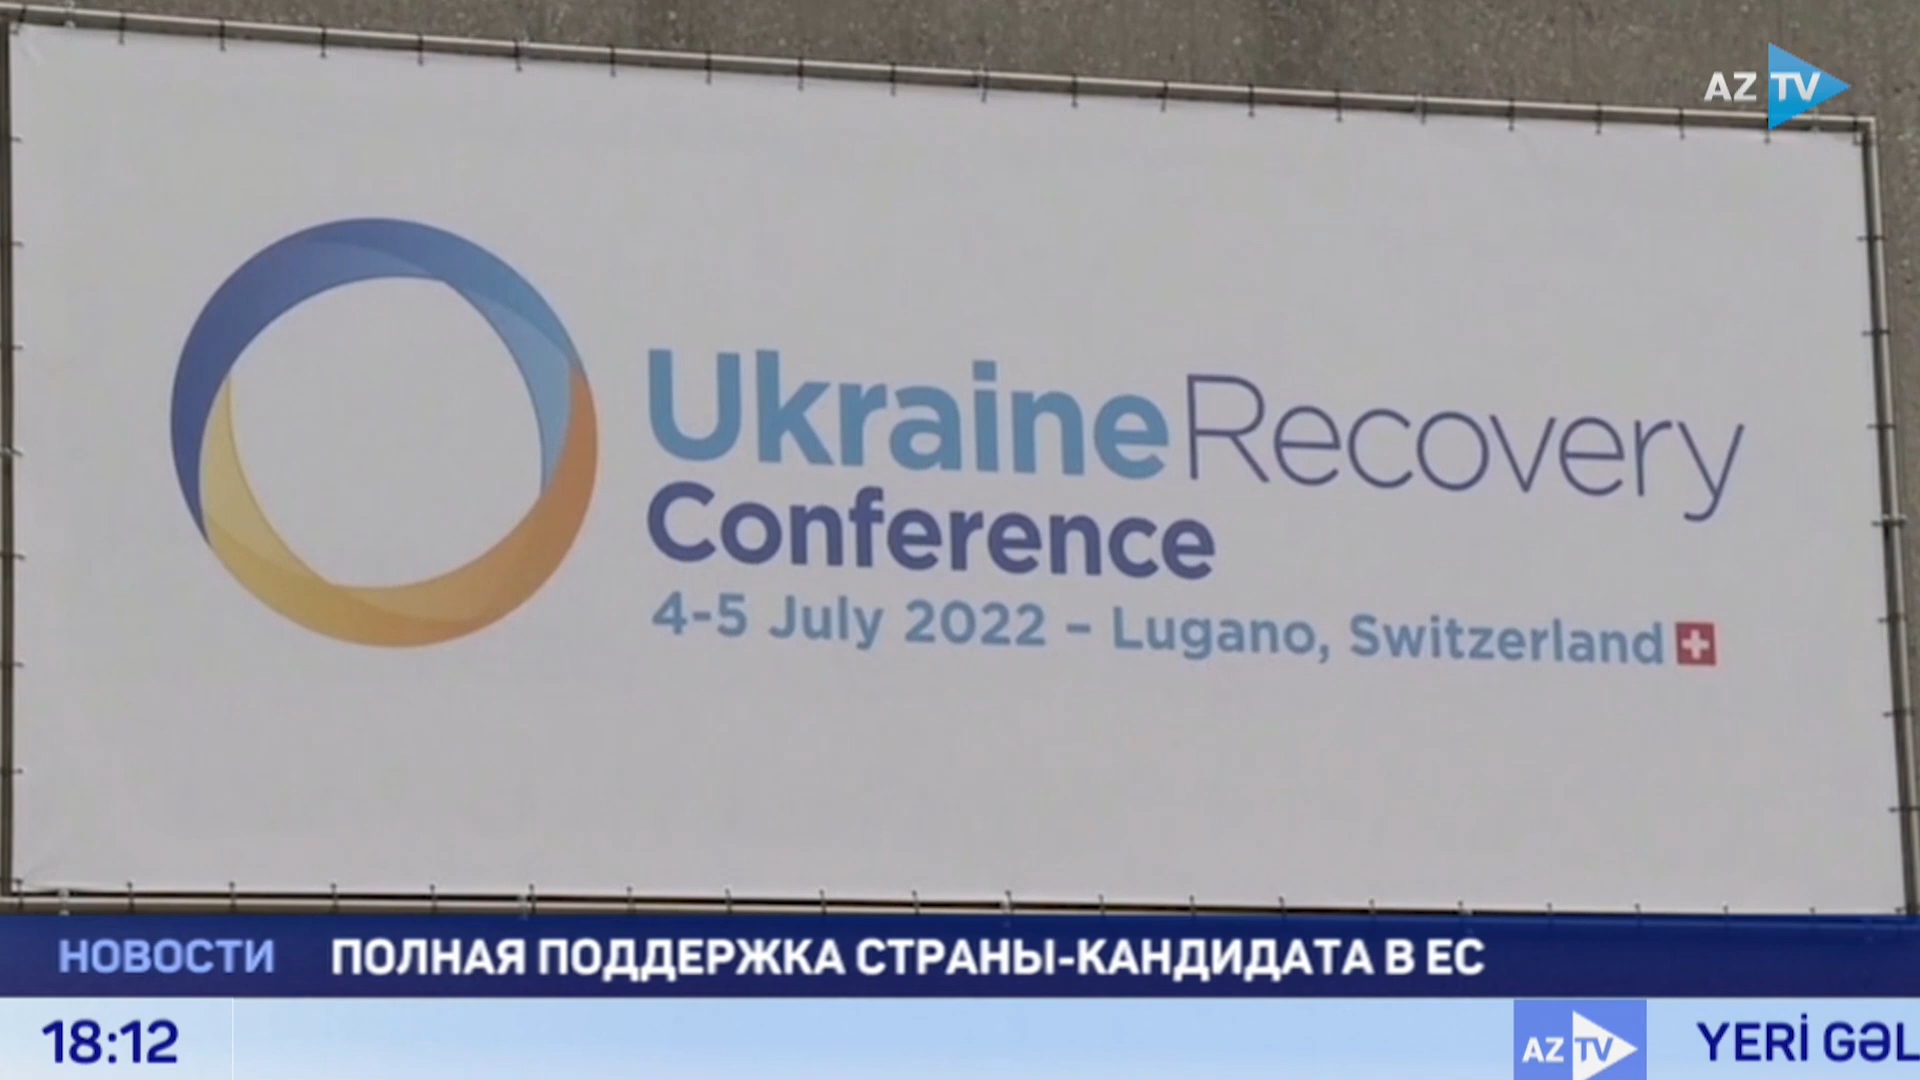 AZ TV
Ukraine Recovery
Conference
4-5 July 2022 – Lugano, Switzerland
НОВОСТИ ПОЛНАЯ ПОДДЕРЖКА СТРАНЫ-КАНДИДАТА В ЕС
18:12 AZ TV YERİ GƏL